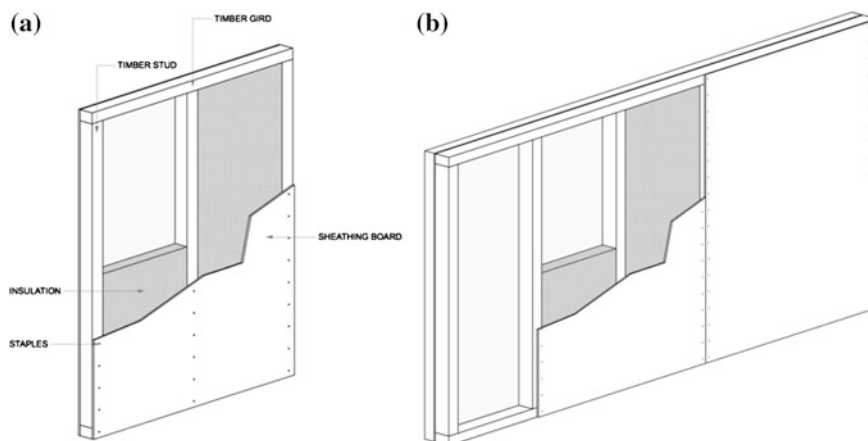 (a)
TIMBER GIRD
(b)
TIMBER STUD
SHEATHING BOARD
INSULATION
STAPLES